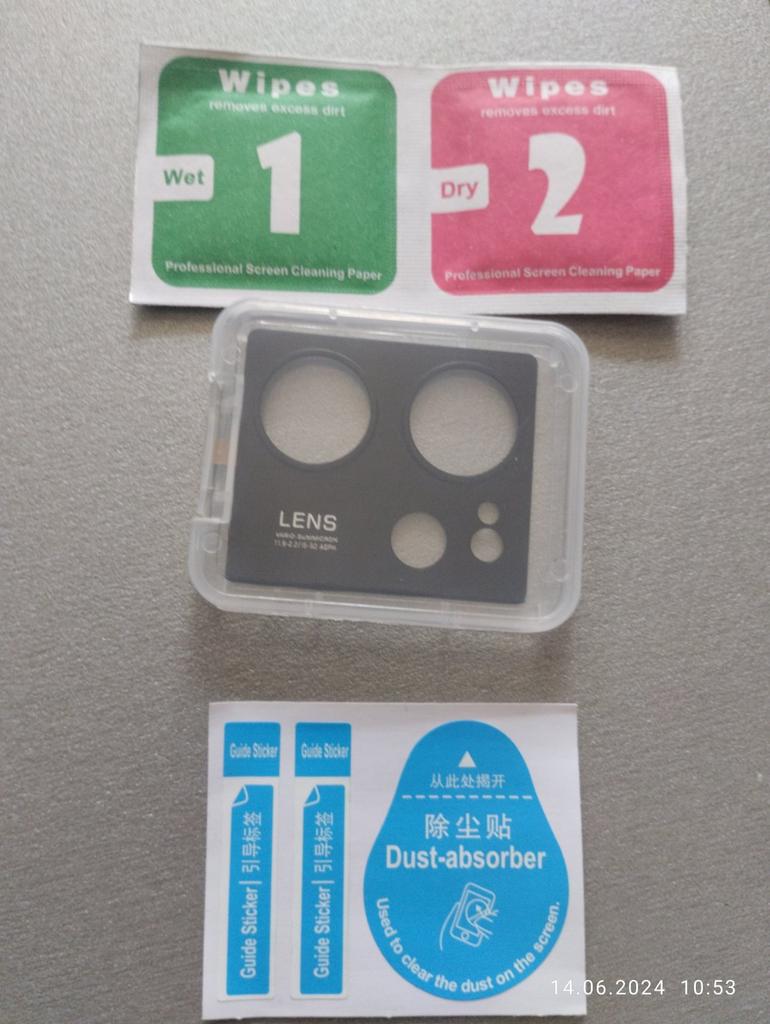 Wipes
removes excess dirt
Wet
1
Professional Screen Cleaning Paper
Wipes
removes excess dirt
Dry
2
Professional Screen Cleaning Paper
LENS
VARIO-SUMMICRON
Guide Sticker
Guide Sticker
Guide Sticker | 引导标签
Guide Sticker | 引导标签
从此处揭开
除尘贴
Dust-absorber
Used to clear the dust on the screen.
14.06.2024 10:53